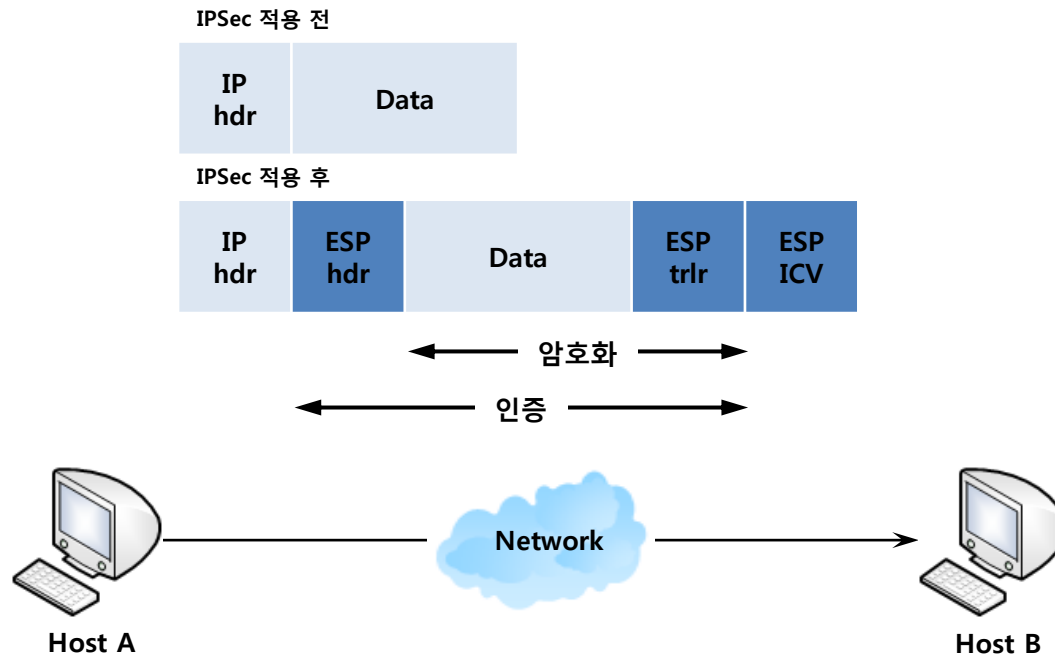 IPSec 적용 전
IP
hdr
Data
IPSec 적용 후
IP
hdr
ESP
hdr
Data
ESP
trlr
ESP
ICV
암호화
인증
Network
Host A
Host B